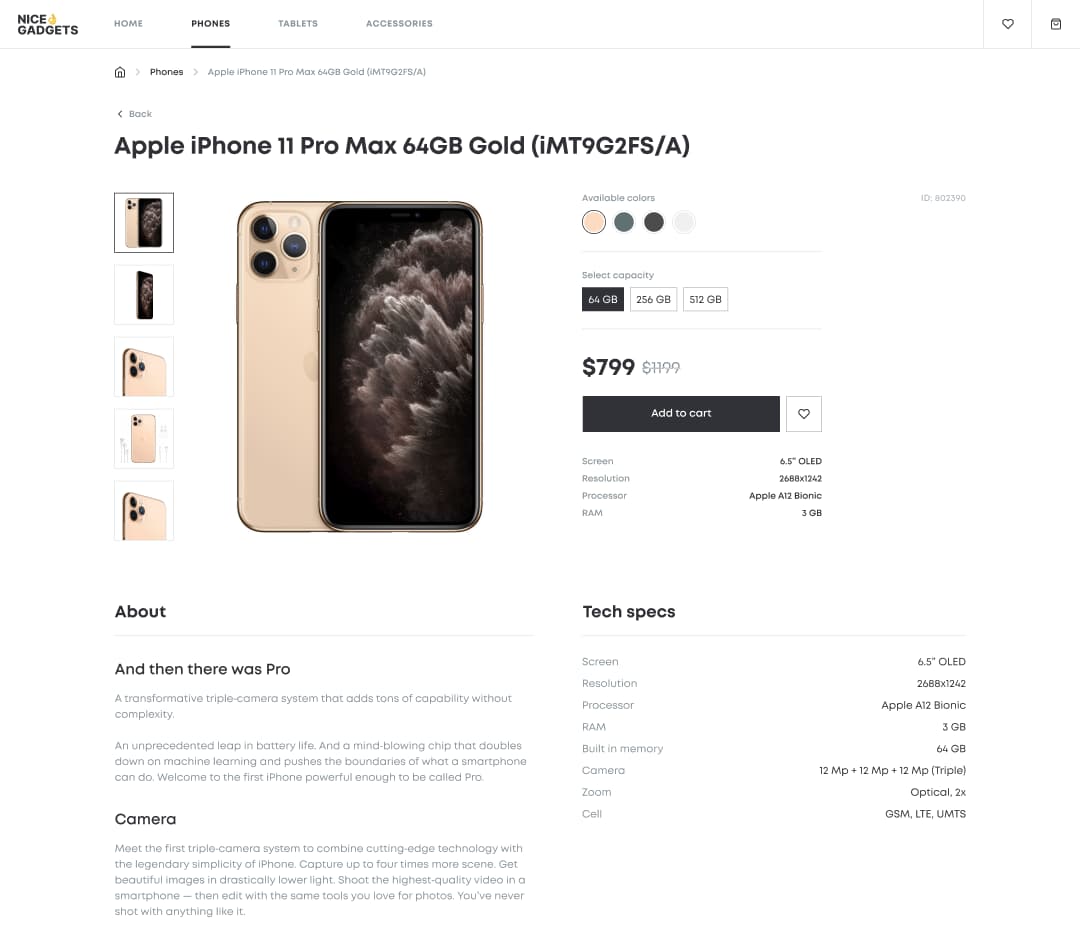 NICE👌
GADGETS
HOME
PHONES
TABLETS
ACCESSORIES
Phones
Apple iPhone 11 Pro Max 64GB Gold (iMT9G2FS/A)
Back
Apple iPhone 11 Pro Max 64GB Gold (iMT9G2FS/A)
Available colors
ID: 802390
Select capacity
64 GB
256 GB
512 GB
$799 $1199
Add to cart
Screen 6.5” OLED
Resolution 2688x1242
Processor Apple A12 Bionic
RAM 3 GB
About
And then there was Pro
A transformative triple-camera system that adds tons of capability without
complexity.
An unprecedented leap in battery life. And a mind-blowing chip that doubles
down on machine learning and pushes the boundaries of what a smartphone
can do. Welcome to the first iPhone powerful enough to be called Pro.
Camera
Meet the first triple-camera system to combine cutting-edge technology with
the legendary simplicity of iPhone. Capture up to four times more scene. Get
beautiful images in drastically lower light. Shoot the highest-quality video in a
smartphone — then edit with the same tools you love for photos. You’ve never
shot with anything like it.
Tech specs
Screen 6.5” OLED
Resolution 2688x1242
Processor Apple A12 Bionic
RAM 3 GB
Built in memory 64 GB
Camera 12 Mp + 12 Mp + 12 Mp (Triple)
Zoom Optical, 2x
Cell GSM, LTE, UMTS